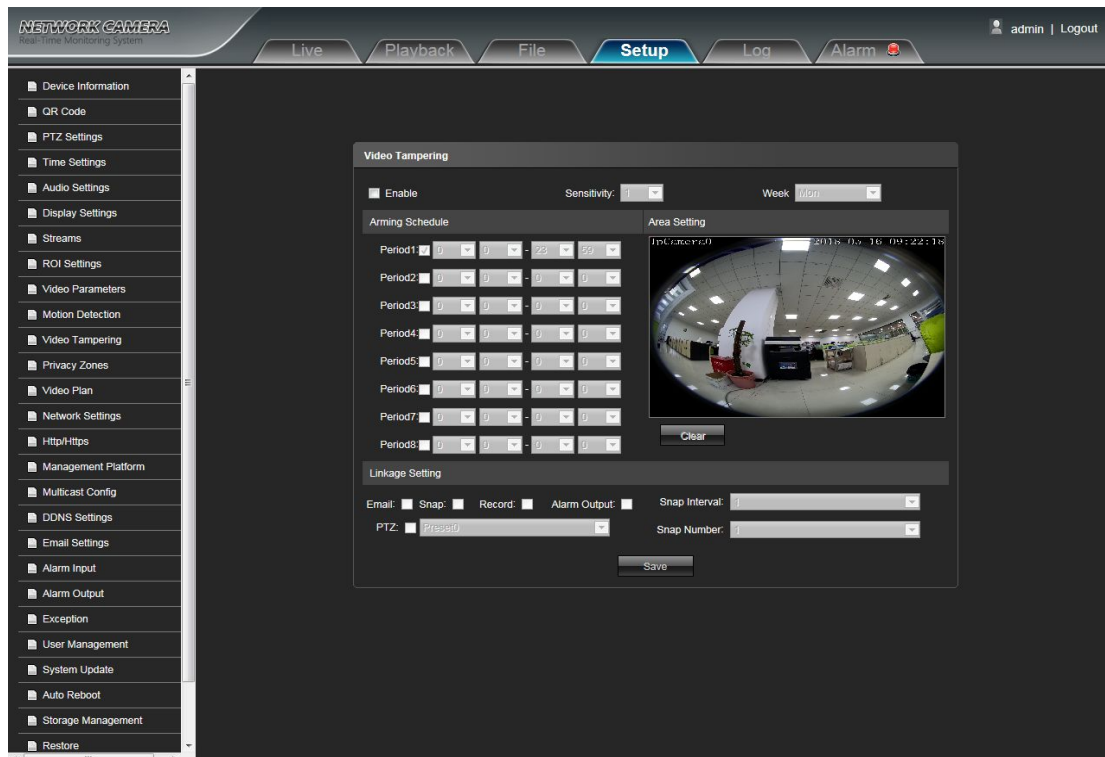 NETWORK CAMERA
Real-Time Monitoring System
Live Playback File Setup Log Alarm
admin | Logout
Device Information
QR Code
PTZ Settings
Time Settings
Audio Settings
Display Settings
Streams
ROI Settings
Video Parameters
Motion Detection
Video Tampering
Privacy Zones
Video Plan
Network Settings
Http/Https
Management Platform
Multicast Config
DDNS Settings
Email Settings
Alarm Input
Alarm Output
Exception
User Management
System Update
Auto Reboot
Storage Management
Restore
Video Tampering
Enable Sensitivity: 1 Week Mon
Arming Schedule
Period1: 0 0 - 23 59
Period2: 0 0 - 0 0
Period3: 0 0 - 0 0
Period4: 0 0 - 0 0
Period5: 0 0 - 0 0
Period6: 0 0 - 0 0
Period7: 0 0 - 0 0
Period8: 0 0 - 0 0
Area Setting
IpCamera0 2018-05-16 09:22:18
Clear
Linkage Setting
Email: Snap: Record: Alarm Output:
PTZ: Preset0
Snap Interval: 1
Snap Number: 1
Save